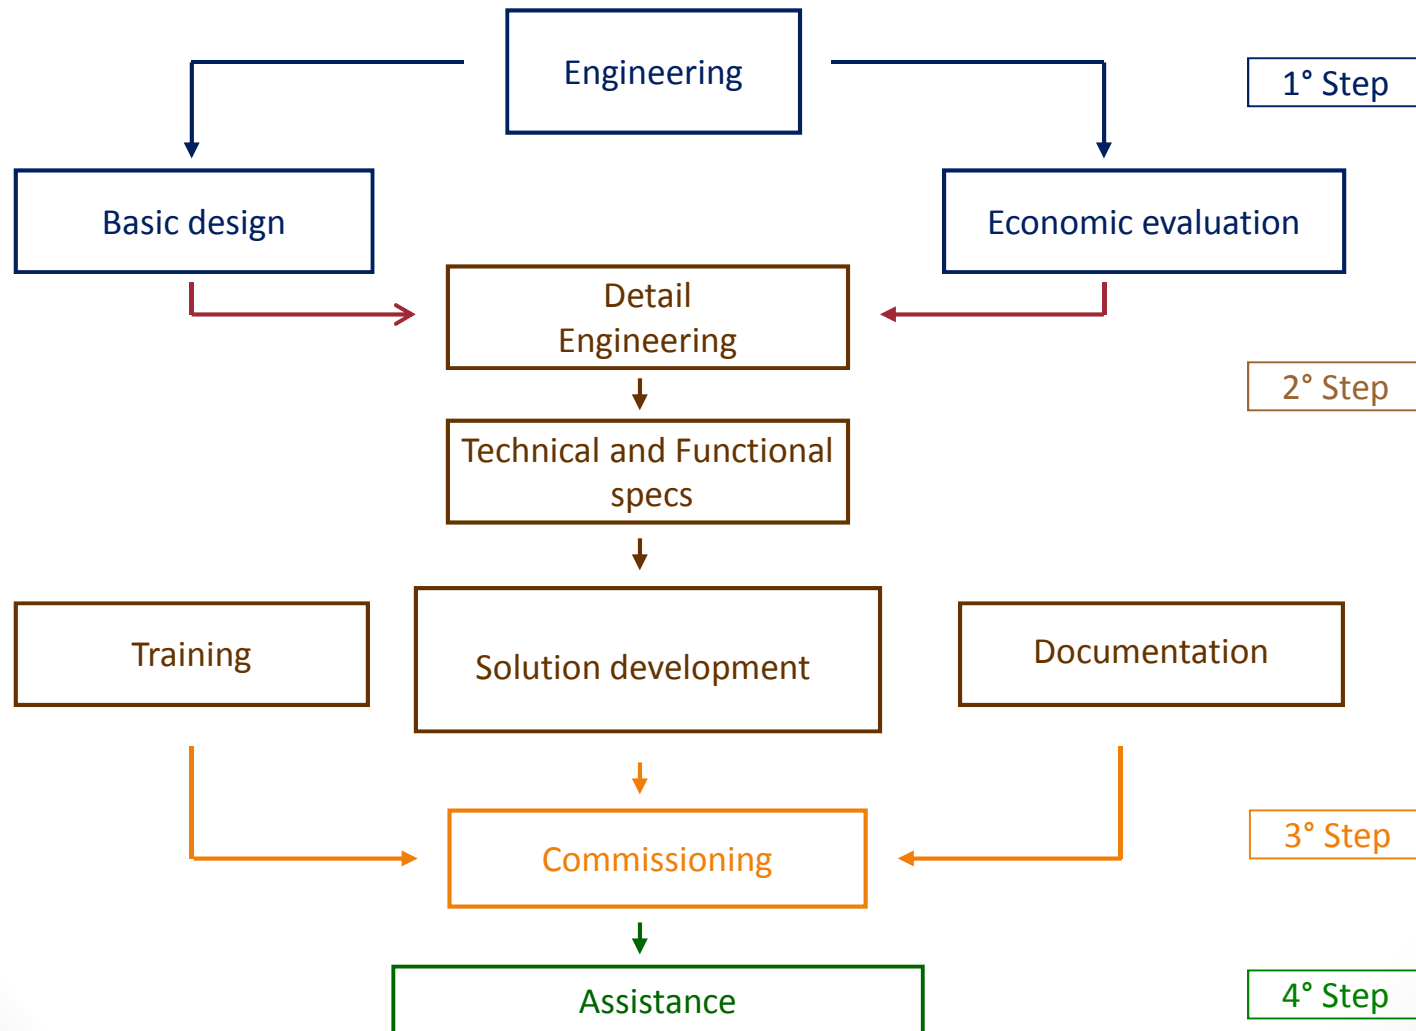 Engineering
1° Step
Basic design
Economic evaluation
Detail
Engineering
2° Step
Technical and Functional
specs
Training
Solution development
Documentation
Commissioning
3° Step
Assistance
4° Step